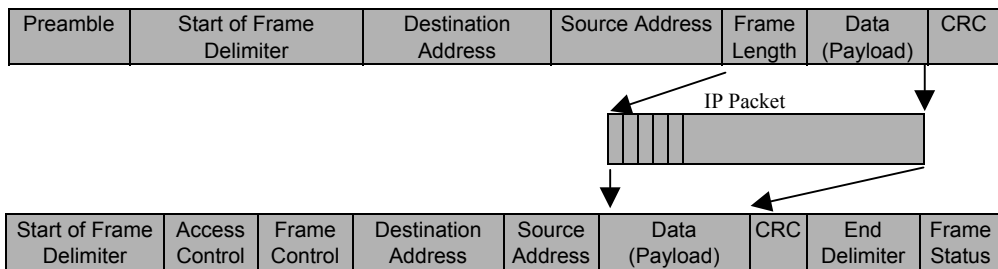 Preamble Start of Frame Destination Source Address Frame Data CRC
Delimiter Address Length (Payload)
IP Packet
Start of Frame Access Frame Destination Source Data CRC End Frame
Delimiter Control Control Address Address (Payload) Delimiter Status